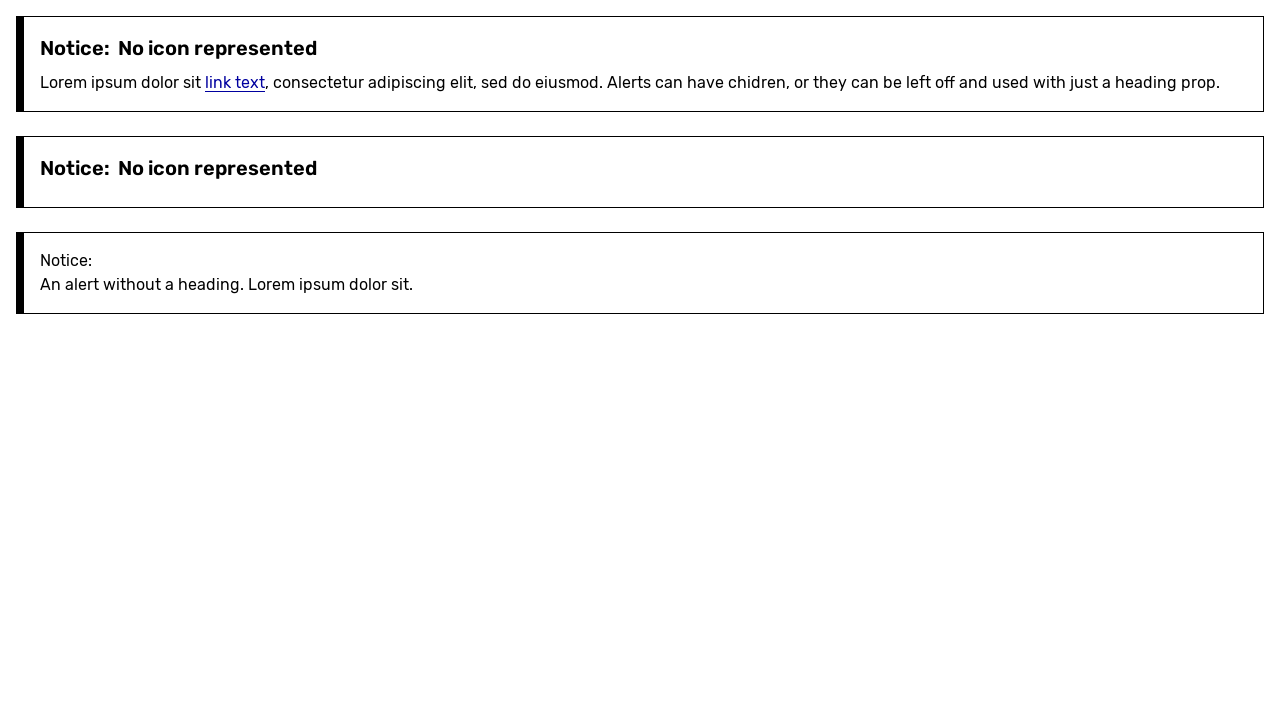 Notice: No icon represented
Lorem ipsum dolor sit link text, consectetur adipiscing elit, sed do eiusmod. Alerts can have chidren, or they can be left off and used with just a heading prop.
Notice: No icon represented
Notice:
An alert without a heading. Lorem ipsum dolor sit.